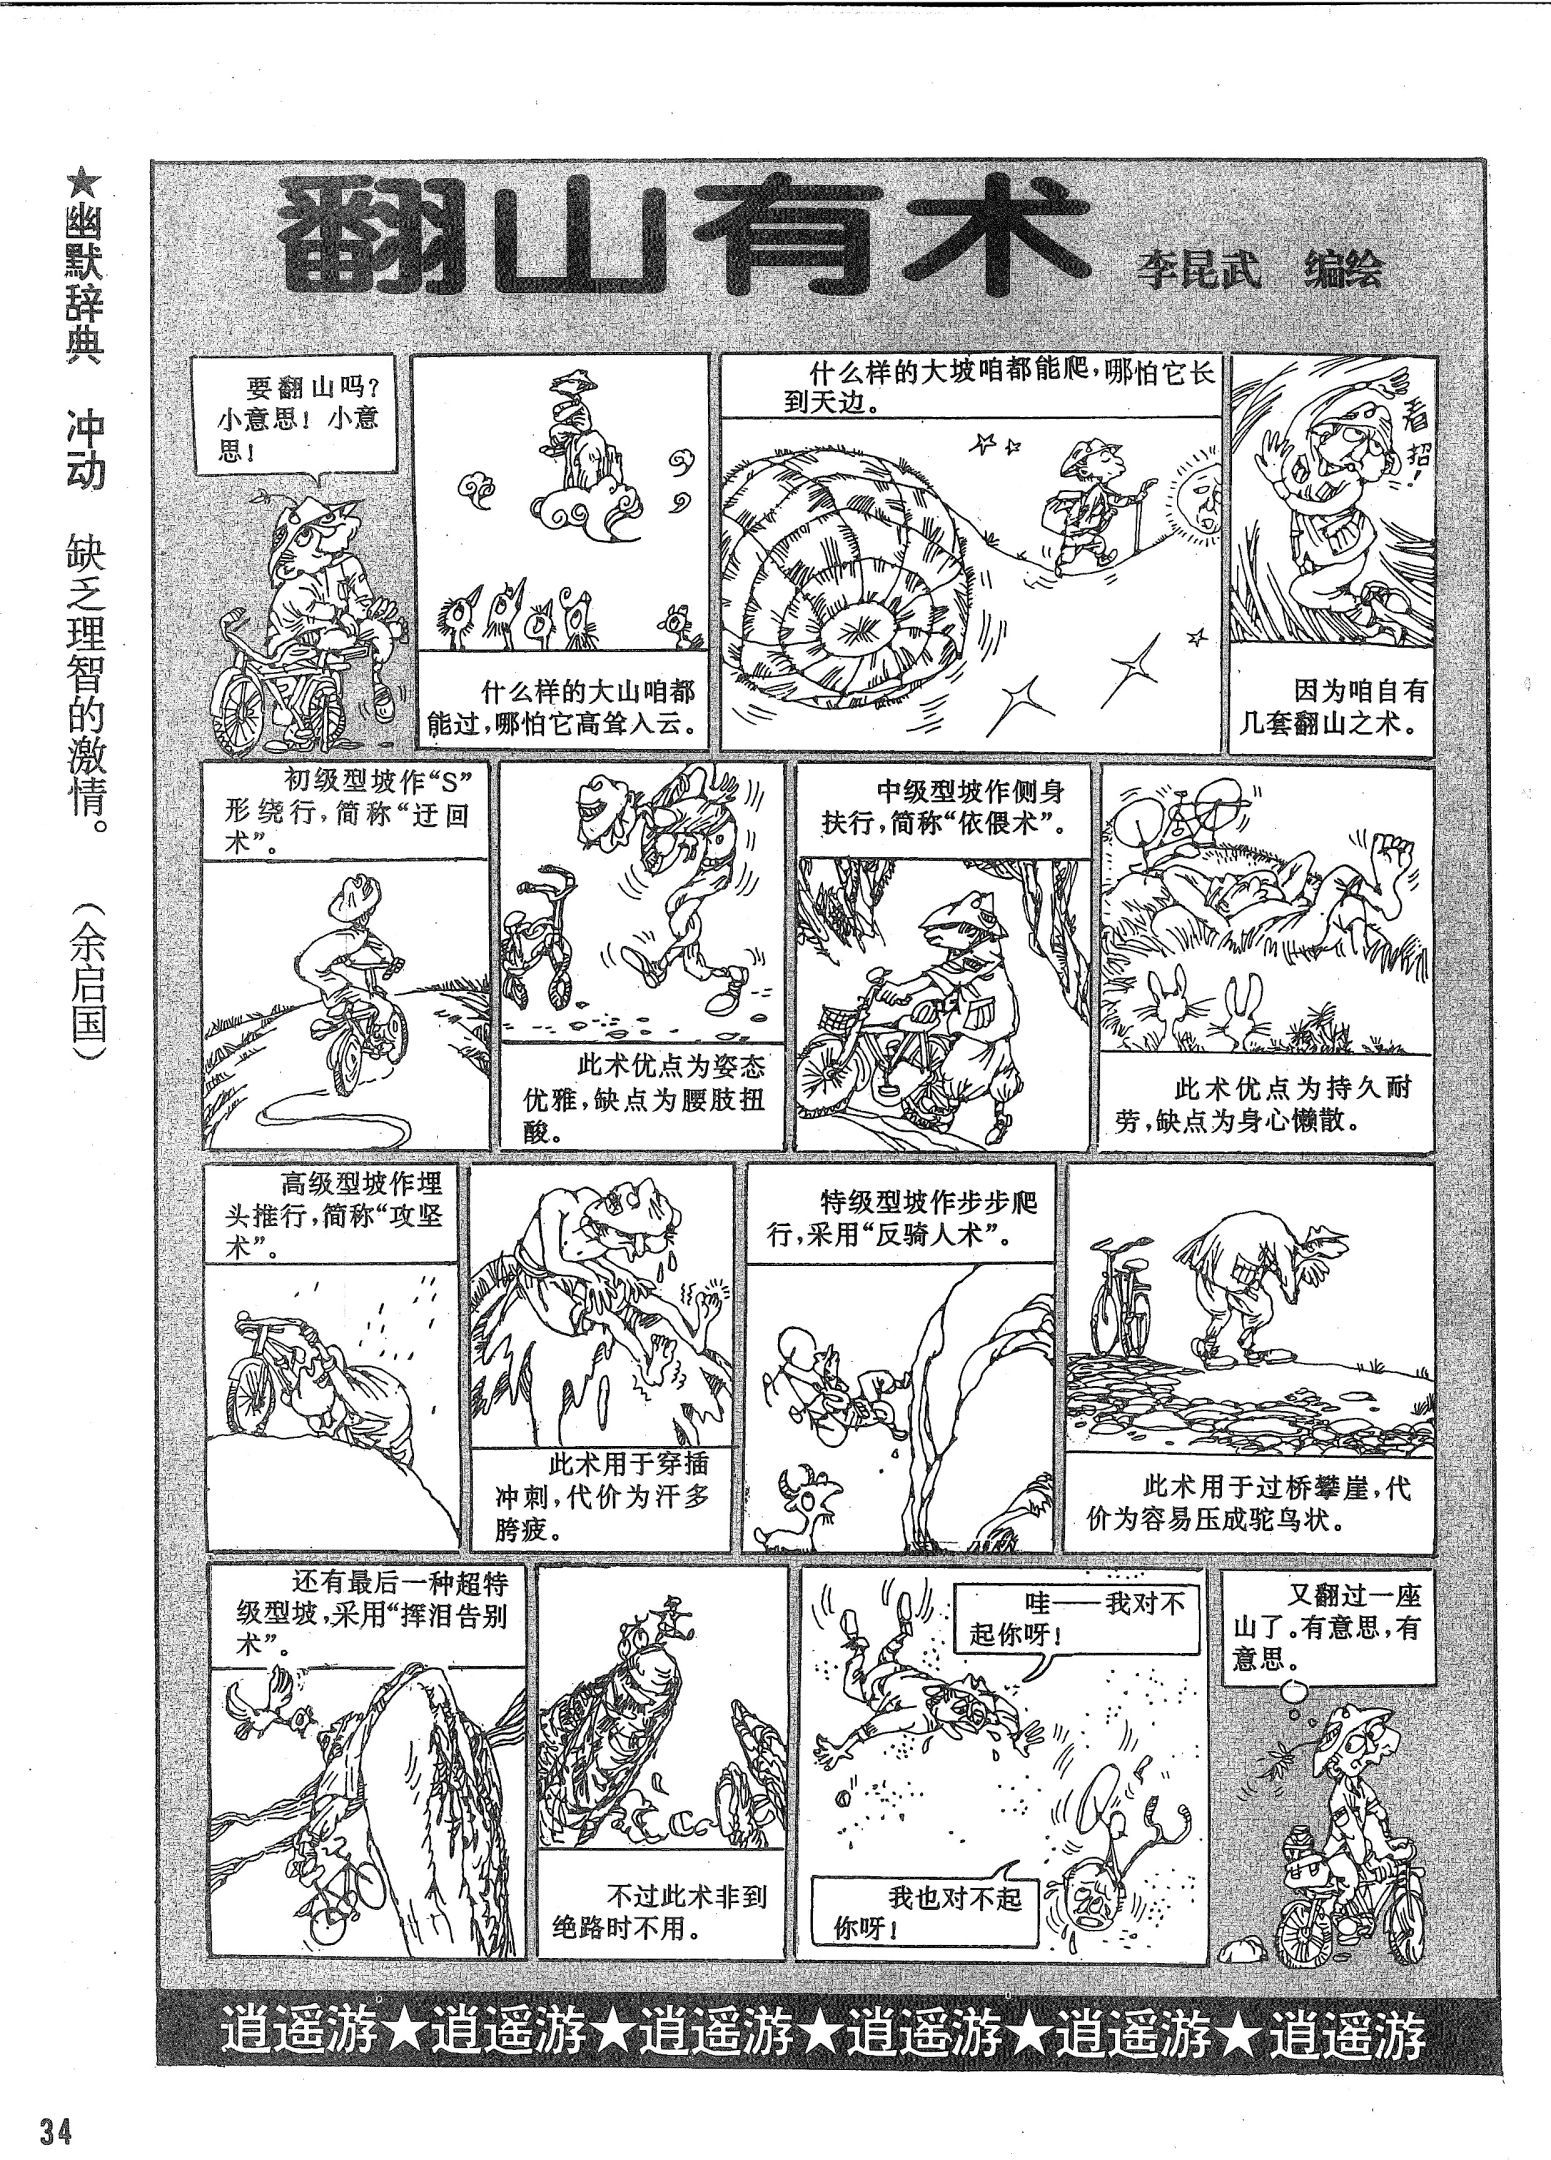 翻山有术
李昆武 编绘
要翻山吗?
小意思! 小意
思!
什么样的大山咱都
能过,哪怕它高耸入云。
什么样的大坡咱都能爬,哪怕它长
到天边。
看招!
因为咱自有
几套翻山之术。
初级型坡作“S”
形绕行,简称“迂回
术”。
此术优点为姿态
优雅,缺点为腰肢扭
酸。
中级型坡作侧身
扶行,简称“依偎术”。
此术优点为持久耐
劳,缺点为身心懒散。
高级型坡作埋
头推行,简称“攻坚
术”。
此术用于穿插
冲刺,代价为汗多
胯疲。
特级型坡作步步爬
行,采用“反骑人术”。
此术用于过桥攀崖,代
价为容易压成驼鸟状。
还有最后一种超特
级型坡,采用“挥泪告别
术”。
不过此术非到
绝路时不用。
哇——我对不
起你呀!
我也对不起
你呀!
又翻过一座
山了。有意思,有
意思。
逍遥游★逍遥游★逍遥游★逍遥游★逍遥游★逍遥游
★幽默辞典 冲动 缺乏理智的激情。 (余启国)
34